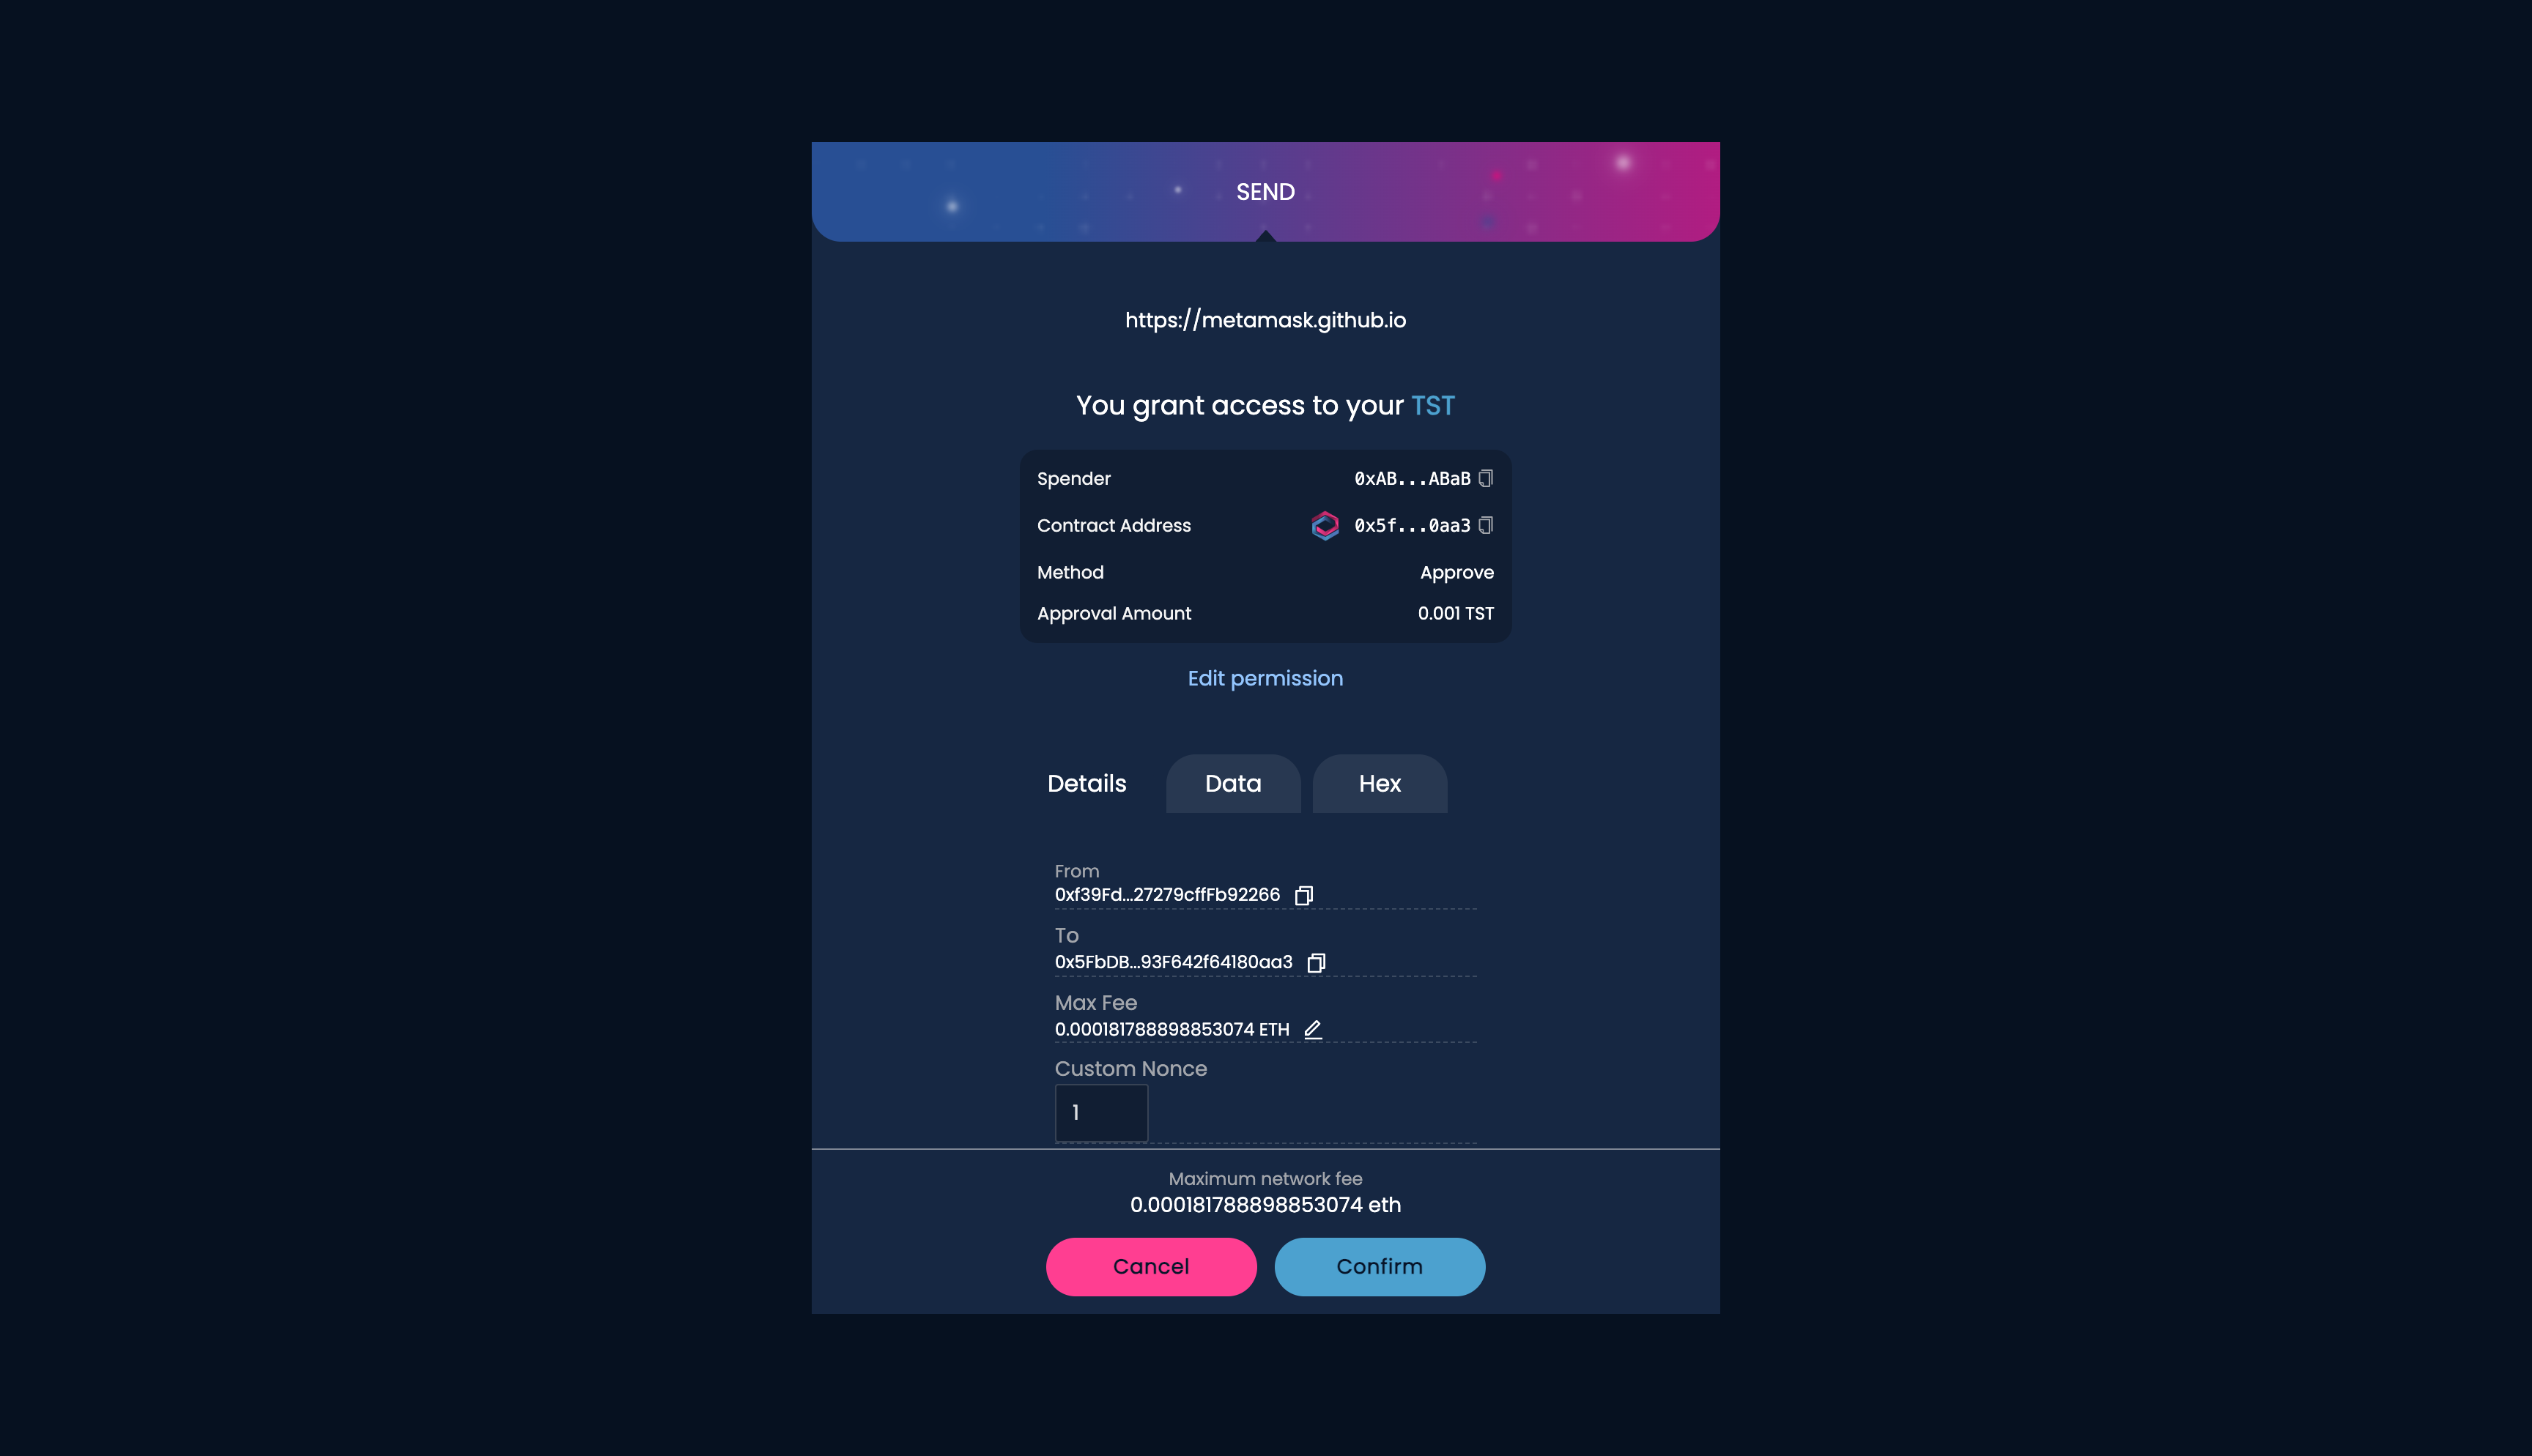 SEND
https://metamask.github.io
You grant access to your TST
Spender 0xAB...ABaB
Contract Address 0x5f...0aa3
Method Approve
Approval Amount 0.001 TST
Edit permission
Details Data Hex
From
0xf39Fd...27279cffFb92266
To
0x5FbDB...93F642f64180aa3
Max Fee
0.000181788898853074 ETH
Custom Nonce
1
Maximum network fee
0.000181788898853074 eth
Cancel Confirm